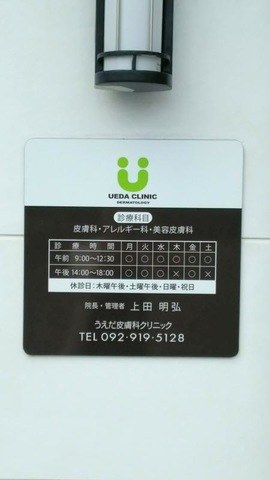 UEDA CLINIC
DERMATOLOGY
診療科目
皮膚科・アレルギー科・美容皮膚科
診療時間 月 火 水 木 金 土
午前 9:00〜12:30 ○ ○ ○ ○ ○ ○
午後 14:00〜18:00 ○ ○ ○ × ○ ×
休診日：木曜午後・土曜午後・日曜・祝日
院長・管理者 上田 明弘
うえだ皮膚科クリニック
TEL 092-919-5128